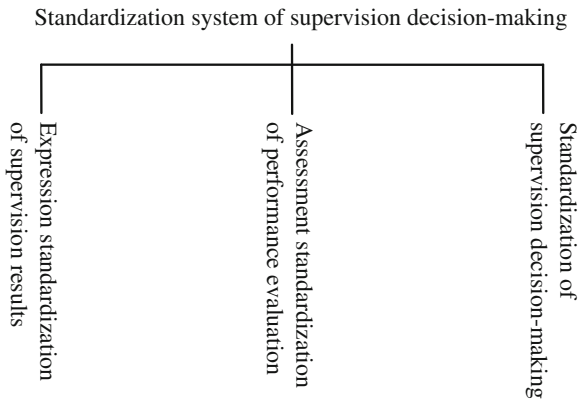 Standardization system of supervision decision-making
Expression standardization
of supervision results
Assessment standardization
of performance evaluation
Standardization of
supervision decision-making